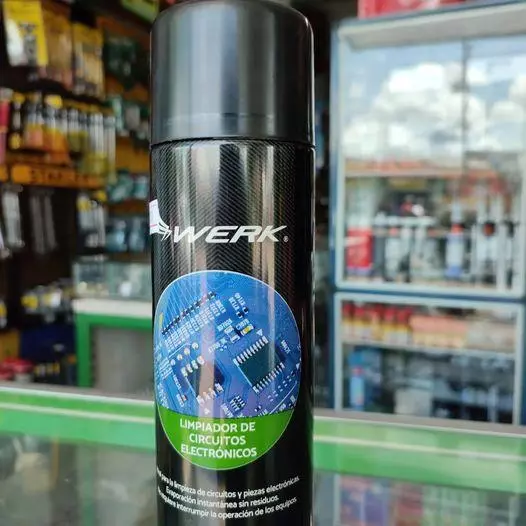 WERK®
LIMPIADOR DE
CIRCUITOS
ELECTRÓNICOS
para la limpieza de circuitos y piezas electrónicas.
Evaporación instantánea sin residuos.
interrumpir la operación de los equipos